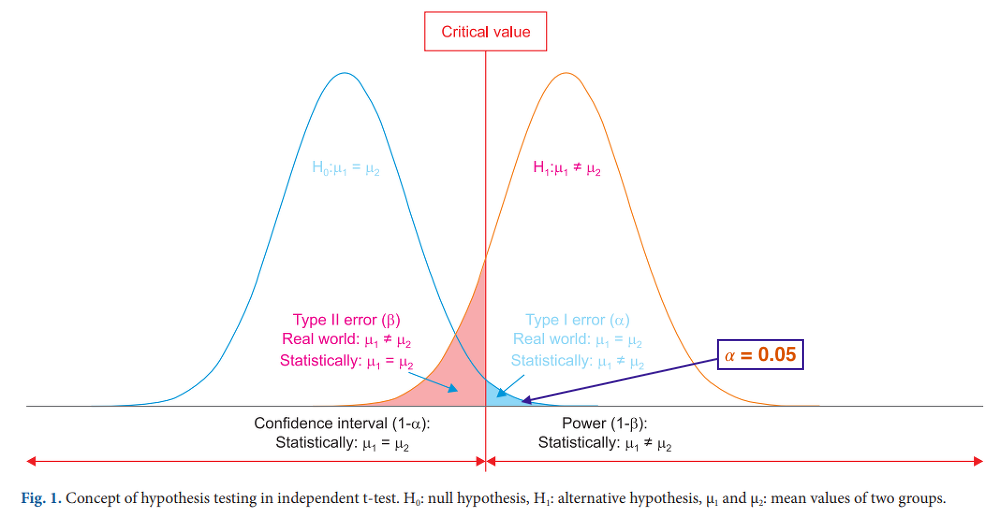 Critical value
H₀:μ₁ = μ₂
H₁:μ₁ ≠ μ₂
Type II error (β)
Real world: μ₁ ≠ μ₂
Statistically: μ₁ = μ₂
Type I error (α)
Real world: μ₁ = μ₂
Statistically: μ₁ ≠ μ₂
α = 0.05
Confidence interval (1-α):
Statistically: μ₁ = μ₂
Power (1-β):
Statistically: μ₁ ≠ μ₂
Fig. 1. Concept of hypothesis testing in independent t-test. H₀: null hypothesis, H₁: alternative hypothesis, μ₁ and μ₂: mean values of two groups.